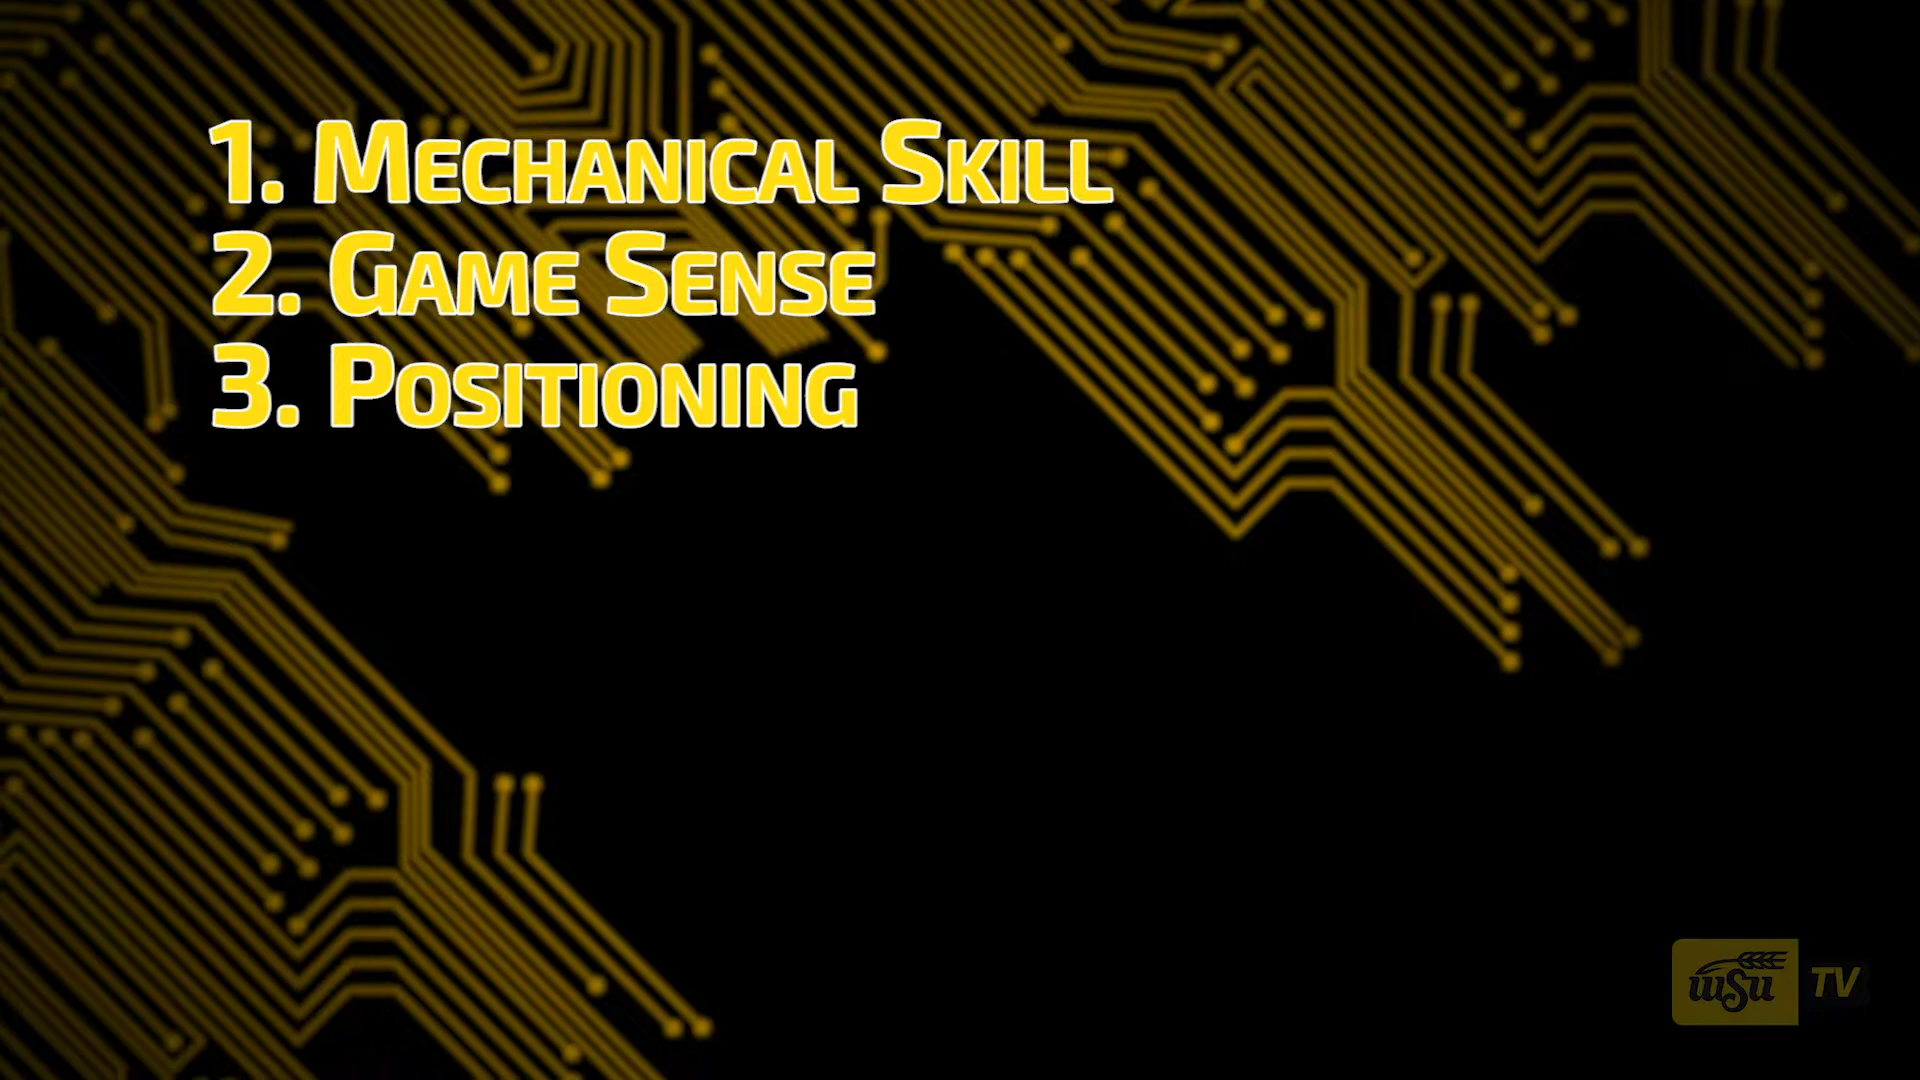 1. Mechanical Skill
2. Game Sense
3. Positioning
WSU TV